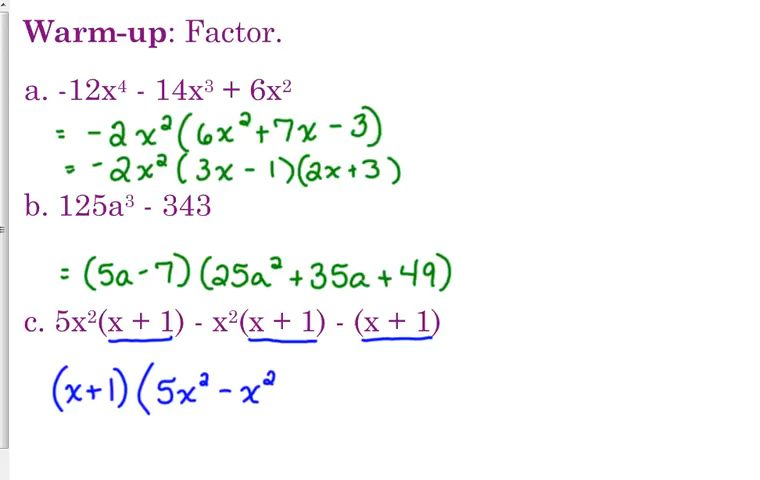 Warm-up: Factor.
a. -12x⁴ - 14x³ + 6x²
= -2x²(6x²+7x-3)
= -2x²(3x-1)(2x+3)
b. 125a³ - 343
= (5a-7)(25a²+35a+49)
c. 5x²(x + 1) - x²(x + 1) - (x + 1)
(x+1)(5x²-x²